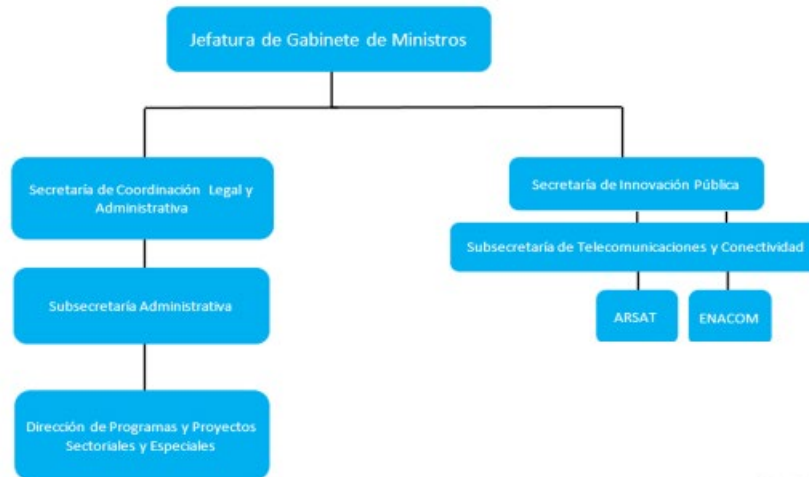 Jefatura de Gabinete de Ministros
Secretaría de Coordinación Legal y
Administrativa
Secretaría de Innovación Pública
Subsecretaría de Telecomunicaciones y Conectividad
Subsecretaría Administrativa
ARSAT
ENACOM
Dirección de Programas y Proyectos
Sectoriales y Especiales